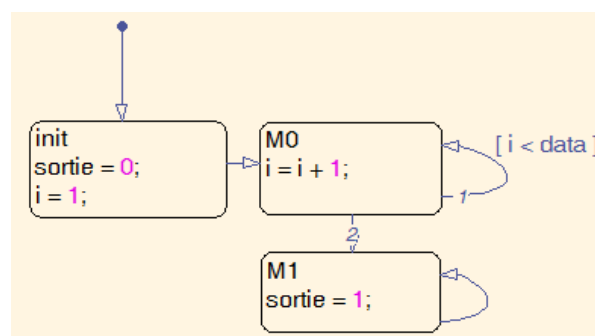 init
sortie = 0;
i = 1;
M0
i = i + 1;
[ i < data ]
1
2
M1
sortie = 1;